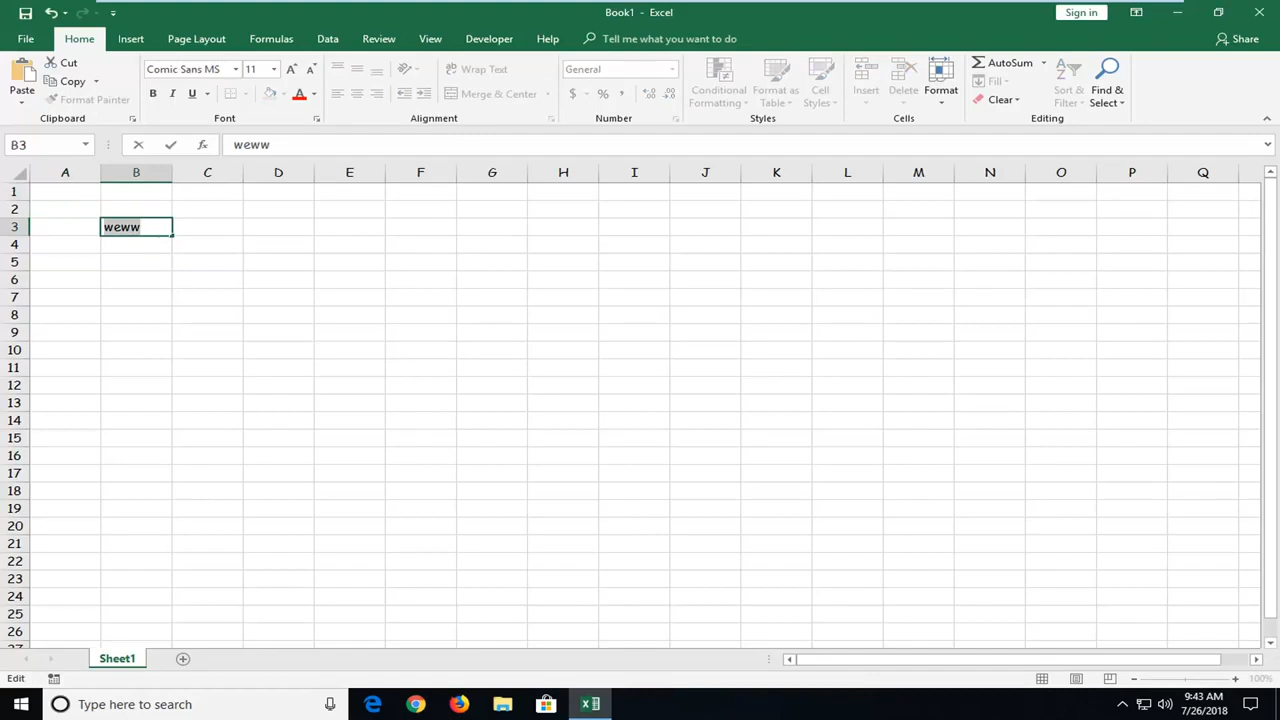 Book1 - Excel
Sign in
File Home Insert Page Layout Formulas Data Review View Developer Help Tell me what you want to do Share
Paste
Cut
Copy
Format Painter
Clipboard
Comic Sans MS 11
B I U A
Font
Wrap Text
Merge & Center
Alignment
General
$ % ,
Number
Conditional Formatting
Format as Table
Cell Styles
Styles
Insert Delete Format
Cells
AutoSum
Fill
Clear
Sort & Filter
Find & Select
Editing
B3 fx weww
A B C D E F G H I J K L M N O P Q
1
2
3 weww
4
5
6
7
8
9
10
11
12
13
14
15
16
17
18
19
20
21
22
23
24
25
26
Sheet1
Edit 100%
Type here to search
9:43 AM
7/26/2018